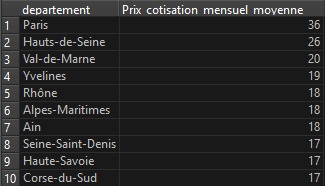 departement Prix cotisation mensuel moyenne
1 Paris 36
2 Hauts-de-Seine 26
3 Val-de-Marne 20
4 Yvelines 19
5 Rhône 18
6 Alpes-Maritimes 18
7 Ain 18
8 Seine-Saint-Denis 17
9 Haute-Savoie 17
10 Corse-du-Sud 17